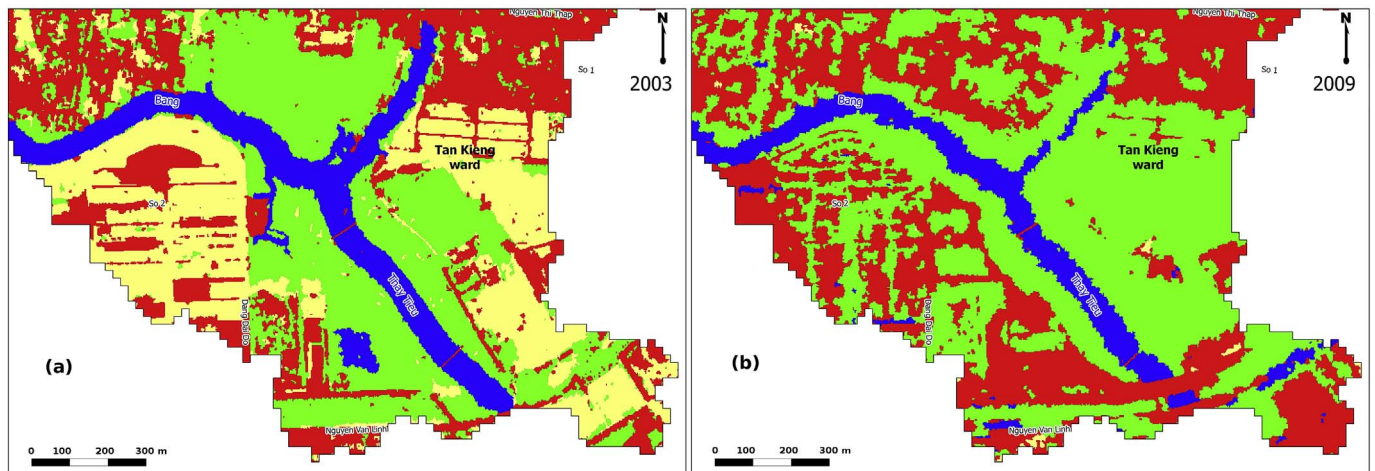 Nguyen Thi Thap
N
So 1
2003
Bang
Tan Kieng
ward
So 2
Thay Tieu
Dang Dai Do
(a)
Nguyen Van Linh
0 100 200 300 m
Nguyen Thi Thap
N
So 1
2009
Bang
Tan Kieng
ward
So 2
Thay Tieu
Dang Dai Do
(b)
Nguyen Van Linh
0 100 200 300 m